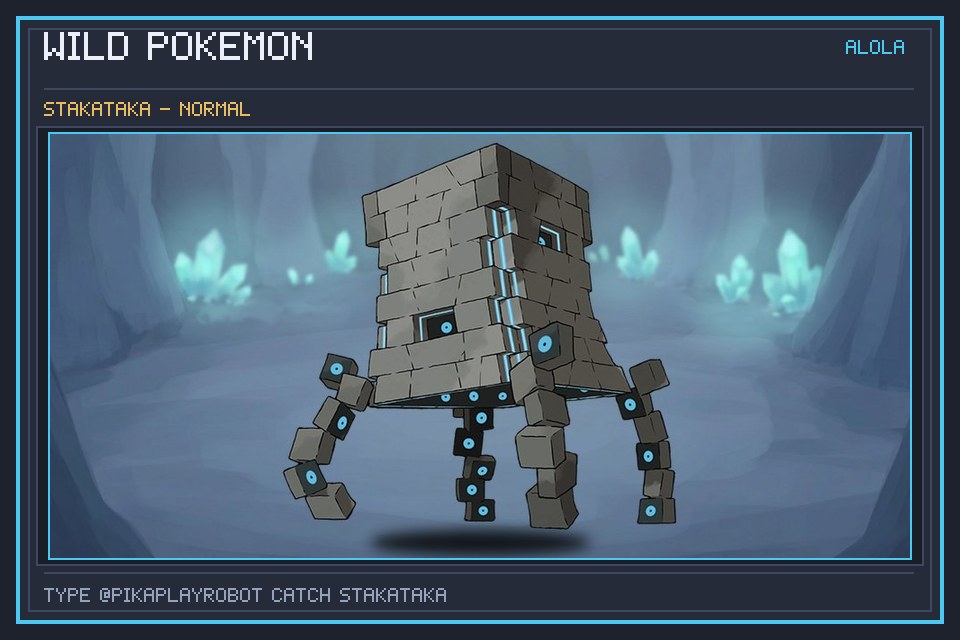 WILD POKEMON
ALOLA
STAKATAKA - NORMAL
TYPE @PIKAPLAYROBOT CATCH STAKATAKA